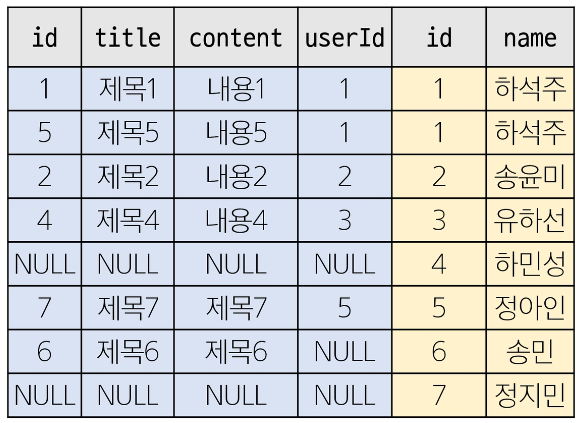 id title content userId id name
1 제목1 내용1 1 1 하석주
5 제목5 내용5 1 1 하석주
2 제목2 내용2 2 2 송윤미
4 제목4 내용4 3 3 유하선
NULL NULL NULL NULL 4 하민성
7 제목7 제목7 5 5 정아인
6 제목6 제목6 NULL 6 송민
NULL NULL NULL NULL 7 정지민